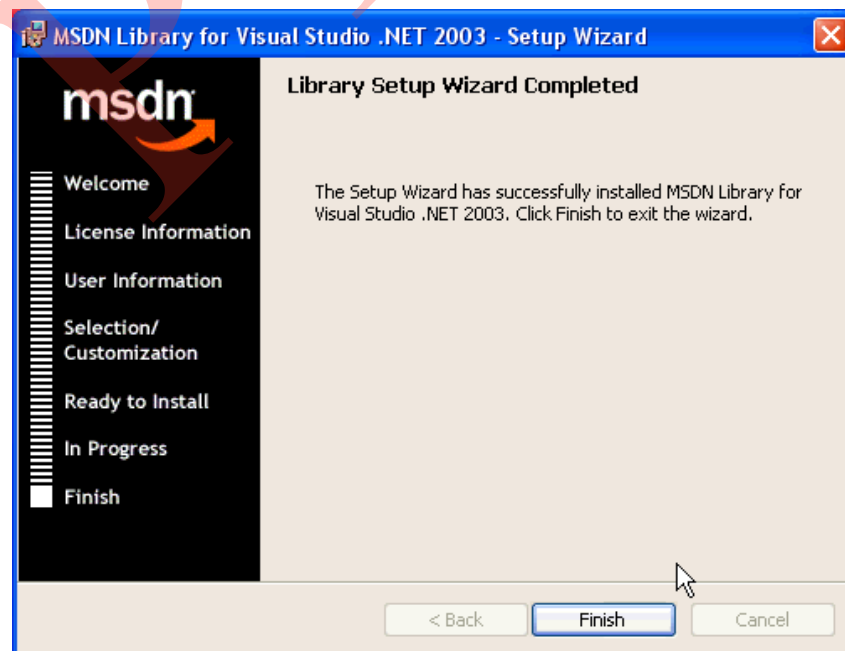 MSDN Library for Visual Studio .NET 2003 - Setup Wizard
msdn
Library Setup Wizard Completed
Welcome
License Information
User Information
Selection/
Customization
Ready to Install
In Progress
Finish
The Setup Wizard has successfully installed MSDN Library for
Visual Studio .NET 2003. Click Finish to exit the wizard.
< Back
Finish
Cancel